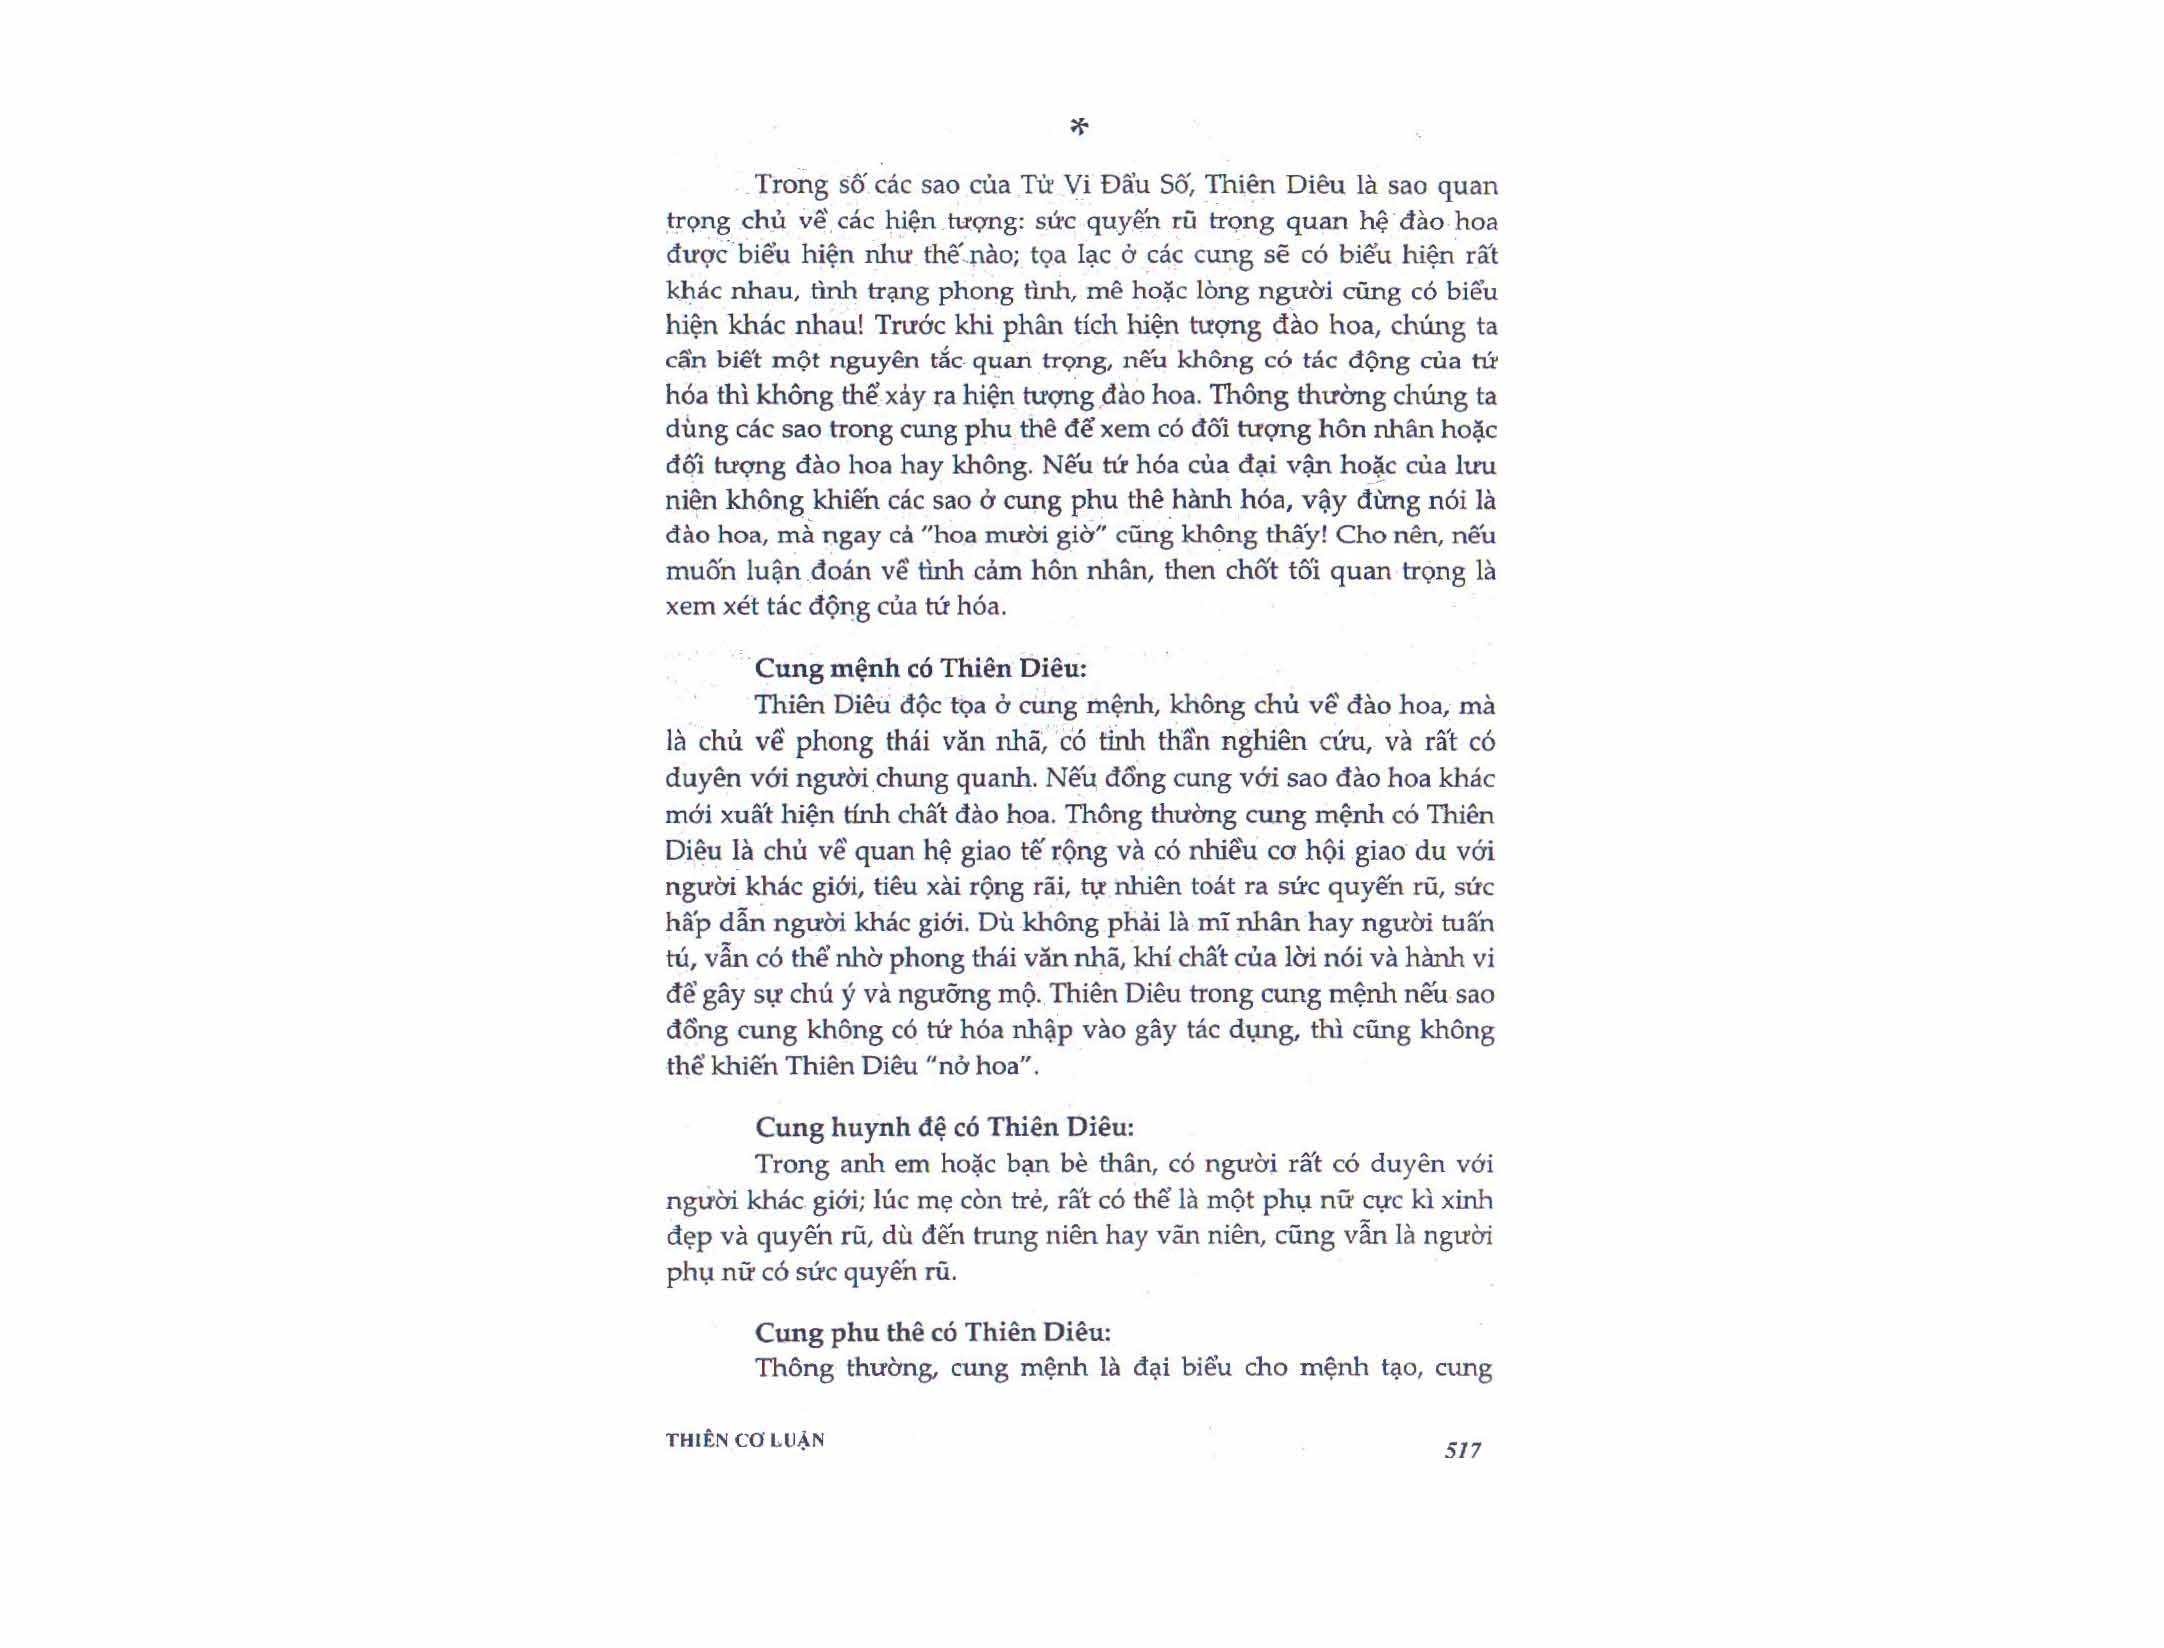 *
Trong số các sao của Tử Vi Đẩu Số, Thiên Diêu là sao quan
trọng chủ về các hiện tượng: sức quyến rũ trong quan hệ đào hoa
được biểu hiện như thế nào; tọa lạc ở các cung sẽ có biểu hiện rất
khác nhau, tình trạng phong tình, mê hoặc lòng người cũng có biểu
hiện khác nhau! Trước khi phân tích hiện tượng đào hoa, chúng ta
cần biết một nguyên tắc quan trọng, nếu không có tác động của tứ
hóa thì không thể xảy ra hiện tượng đào hoa. Thông thường chúng ta
dùng các sao trong cung phu thê để xem có đối tượng hôn nhân hoặc
đối tượng đào hoa hay không. Nếu tứ hóa của đại vận hoặc của lưu
niên không khiến các sao ở cung phu thê hành hóa, vậy đừng nói là
đào hoa, mà ngay cả "hoa mười giờ" cũng không thấy! Cho nên, nếu
muốn luận đoán về tình cảm hôn nhân, then chốt tối quan trọng là
xem xét tác động của tứ hóa.
Cung mệnh có Thiên Diêu:
Thiên Diêu độc tọa ở cung mệnh, không chủ về đào hoa, mà
là chủ về phong thái văn nhã, có tinh thần nghiên cứu, và rất có
duyên với người chung quanh. Nếu đồng cung với sao đào hoa khác
mới xuất hiện tính chất đào hoa. Thông thường cung mệnh có Thiên
Diêu là chủ về quan hệ giao tế rộng và có nhiều cơ hội giao du với
người khác giới, tiêu xài rộng rãi, tự nhiên toát ra sức quyến rũ, sức
hấp dẫn người khác giới. Dù không phải là mĩ nhân hay người tuấn
tú, vẫn có thể nhờ phong thái văn nhã, khí chất của lời nói và hành vi
để gây sự chú ý và ngưỡng mộ. Thiên Diêu trong cung mệnh nếu sao
đồng cung không có tứ hóa nhập vào gây tác dụng, thì cũng không
thể khiến Thiên Diêu "nở hoa".
Cung huynh đệ có Thiên Diêu:
Trong anh em hoặc bạn bè thân, có người rất có duyên với
người khác giới; lúc mẹ còn trẻ, rất có thể là một phụ nữ cực kì xinh
đẹp và quyến rũ, dù đến trung niên hay vãn niên, cũng vẫn là người
phụ nữ có sức quyến rũ.
Cung phu thê có Thiên Diêu:
Thông thường, cung mệnh là đại biểu cho mệnh tạo, cung
THIÊN CƠ LUẬN
517